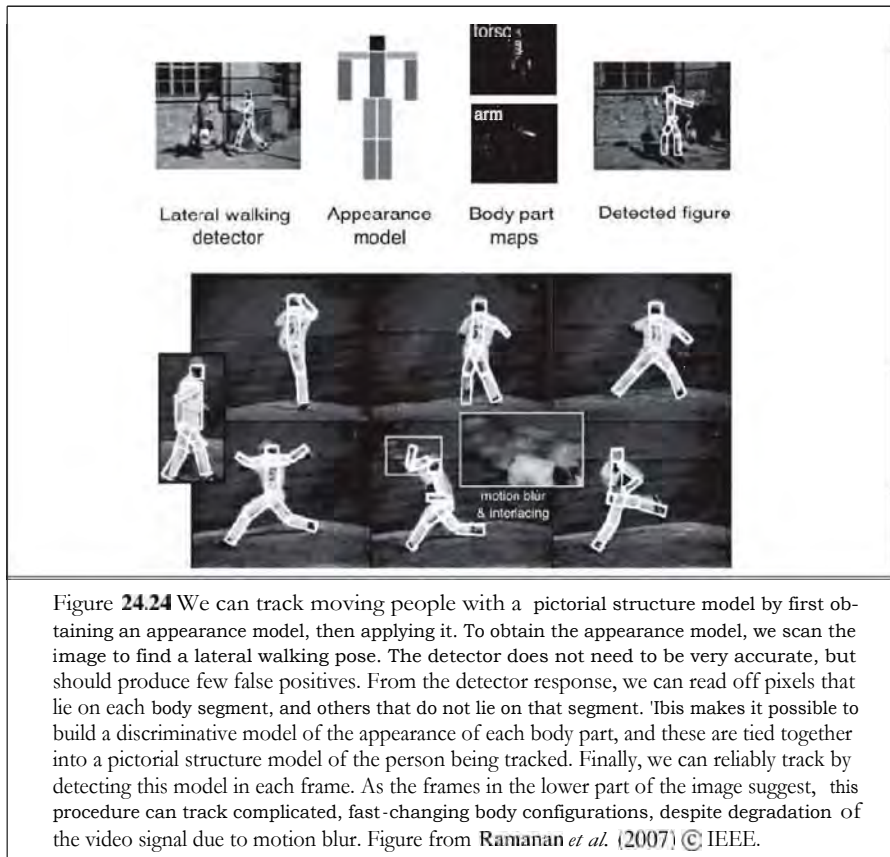 torso
arm
Lateral walking Appearance Body part Detected figure
detector model maps
motion blur
& interlacing
Figure 24.24 We can track moving people with a pictorial structure model by first ob-
taining an appearance model, then applying it. To obtain the appearance model, we scan the
image to find a lateral walking pose. The detector does not need to be very accurate, but
should produce few false positives. From the detector response, we can read off pixels that
lie on each body segment, and others that do not lie on that segment. 'Ibis makes it possible to
build a discriminative model of the appearance of each body part, and these are tied together
into a pictorial structure model of the person being tracked. Finally, we can reliably track by
detecting this model in each frame. As the frames in the lower part of the image suggest, this
procedure can track complicated, fast-changing body configurations, despite degradation of
the video signal due to motion blur. Figure from Ramanan et al. (2007) © IEEE.